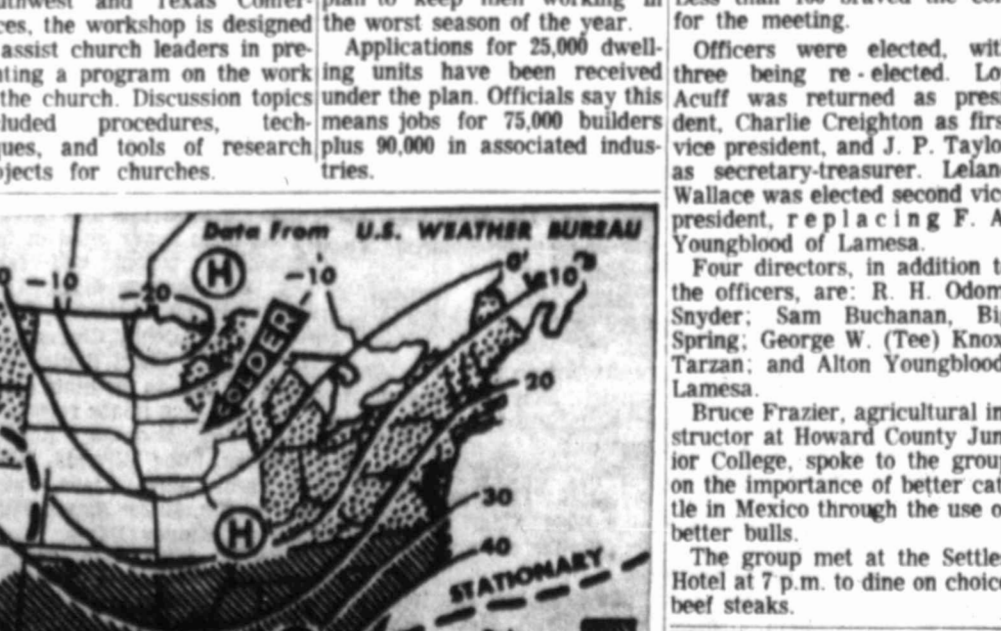 ces, the workshop is designed
assist church leaders in pre-
ting a program on the work
the church. Discussion topics
cluded procedures, tech-
ques, and tools of research
jects for churches.
the worst season of the year.
Applications for 25,000 dwell-
ing units have been received
under the plan. Officials say this
means jobs for 75,000 builders
plus 90,000 in associated indus-
tries.
for the meeting.
Officers were elected, wit
three being re-elected. Lo
Acuff was returned as pres
dent, Charlie Creighton as firs
vice president, and J. P. Taylo
as secretary-treasurer. Lelan
Wallace was elected second vic
president, replacing F. A
Youngblood of Lamesa.
Four directors, in addition t
the officers, are: R. H. Odom
Snyder; Sam Buchanan, Bi
Spring; George W. (Tee) Knox
Tarzan; and Alton Youngblood
Lamesa.
Bruce Frazier, agricultural in
structor at Howard County Jun
ior College, spoke to the grou
on the importance of better cat
tle in Mexico through the use o
better bulls.
The group met at the Settle
Hotel at 7 p.m. to dine on choic
beef steaks.
Data From U.S. WEATHER BUREAU
-10
-20
H
-10
0
10
COLDER
20
30
H
40
STATIONARY